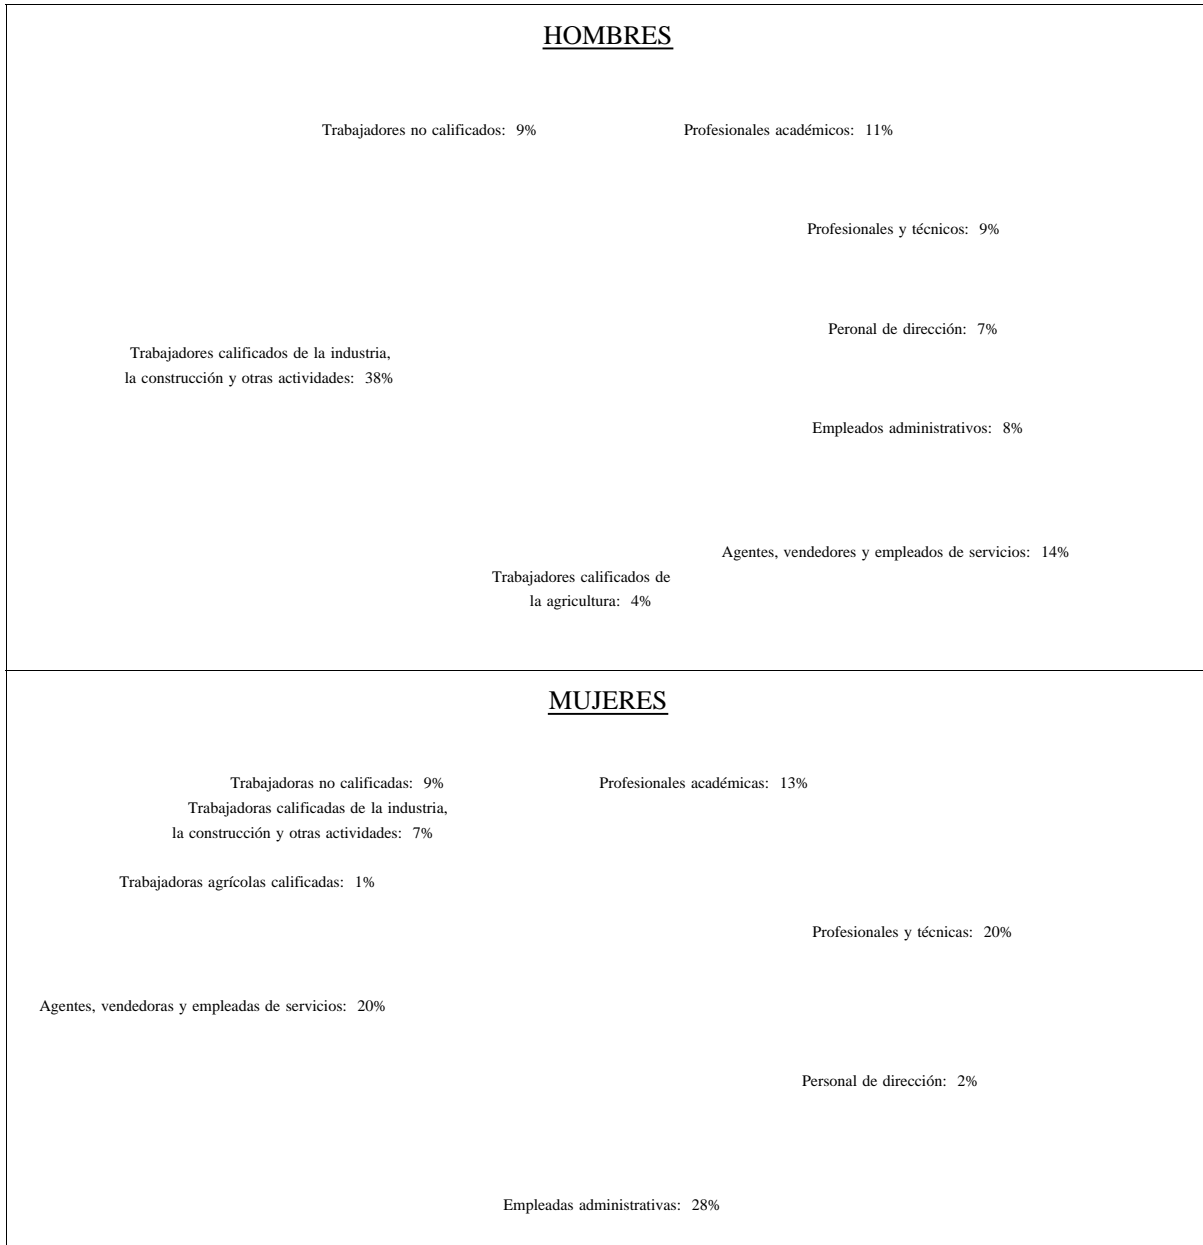 HOMBRES
Trabajadores no calificados: 9%
Profesionales académicos: 11%
Profesionales y técnicos: 9%
Peronal de dirección: 7%
Trabajadores calificados de la industria,
la construcción y otras actividades: 38%
Empleados administrativos: 8%
Agentes, vendedores y empleados de servicios: 14%
Trabajadores calificados de
la agricultura: 4%
MUJERES
Trabajadoras no calificadas: 9%
Profesionales académicas: 13%
Trabajadoras calificadas de la industria,
la construcción y otras actividades: 7%
Trabajadoras agrícolas calificadas: 1%
Profesionales y técnicas: 20%
Agentes, vendedoras y empleadas de servicios: 20%
Personal de dirección: 2%
Empleadas administrativas: 28%